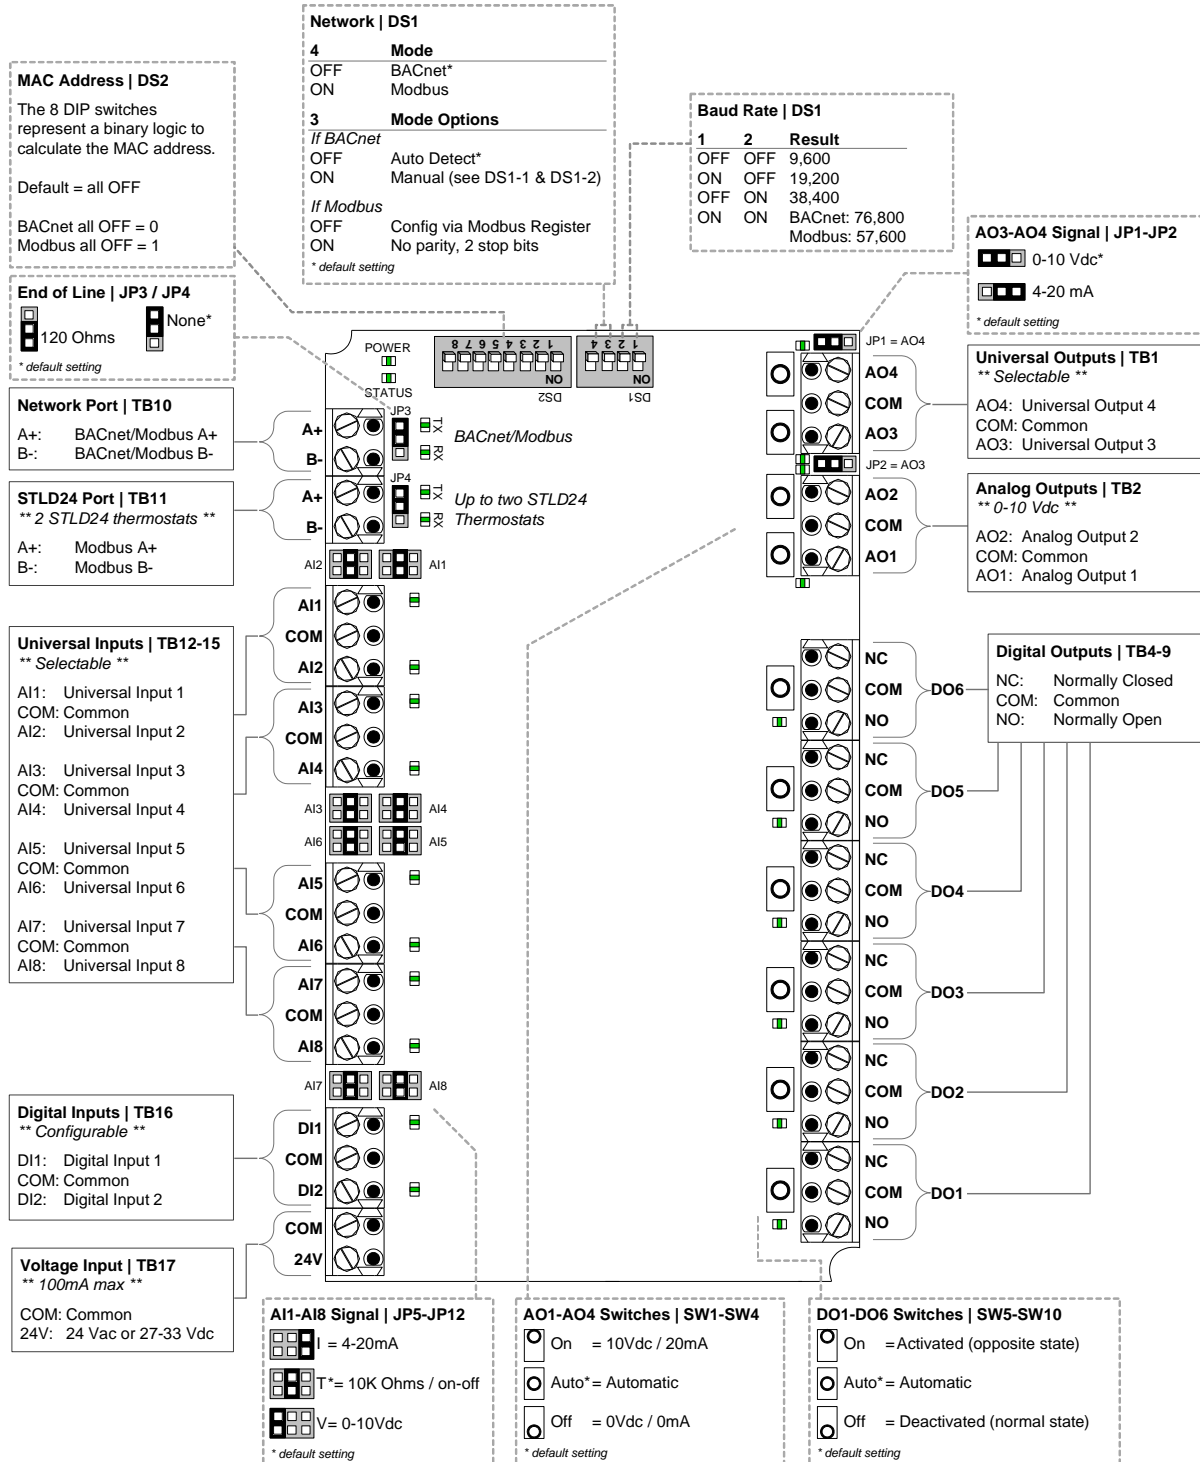 Network | DS1
4 Mode
OFF BACnet*
ON Modbus
3 Mode Options
If BACnet
OFF Auto Detect*
ON Manual (see DS1-1 & DS1-2)
If Modbus
OFF Config via Modbus Register
ON No parity, 2 stop bits
* default setting
MAC Address | DS2
The 8 DIP switches
represent a binary logic to
calculate the MAC address.
Default = all OFF
BACnet all OFF = 0
Modbus all OFF = 1
Baud Rate | DS1
1 2 Result
OFF OFF 9,600
ON OFF 19,200
OFF ON 38,400
ON ON BACnet: 76,800
Modbus: 57,600
AO3-AO4 Signal | JP1-JP2
0-10 Vdc*
4-20 mA
* default setting
End of Line | JP3 / JP4
120 Ohms
None*
* default setting
Network Port | TB10
A+: BACnet/Modbus A+
B-: BACnet/Modbus B-
STLD24 Port | TB11
** 2 STLD24 thermostats **
A+: Modbus A+
B-: Modbus B-
Universal Inputs | TB12-15
** Selectable **
AI1: Universal Input 1
COM: Common
AI2: Universal Input 2
AI3: Universal Input 3
COM: Common
AI4: Universal Input 4
AI5: Universal Input 5
COM: Common
AI6: Universal Input 6
AI7: Universal Input 7
COM: Common
AI8: Universal Input 8
Digital Inputs | TB16
** Configurable **
DI1: Digital Input 1
COM: Common
DI2: Digital Input 2
Voltage Input | TB17
** 100mA max **
COM: Common
24V: 24 Vac or 27-33 Vdc
POWER
STATUS
8 7 6 5 4 3 2 1
ON
DS2
4 3 2 1
ON
DS1
A+
B-
JP3
TX
RX
BACnet/Modbus
A+
B-
JP4
TX
RX
Up to two STLD24
Thermostats
AI2
AI1
AI1
COM
AI2
AI3
COM
AI4
AI3
AI4
AI6
AI5
AI5
COM
AI6
AI7
COM
AI8
AI7
AI8
DI1
COM
DI2
COM
24V
JP1 = AO4
AO4
COM
AO3
JP2 = AO3
AO2
COM
AO1
NC
COM
NO
DO6
NC
COM
NO
DO5
NC
COM
NO
DO4
NC
COM
NO
DO3
NC
COM
NO
DO2
NC
COM
NO
DO1
Universal Outputs | TB1
** Selectable **
AO4: Universal Output 4
COM: Common
AO3: Universal Output 3
Analog Outputs | TB2
** 0-10 Vdc **
AO2: Analog Output 2
COM: Common
AO1: Analog Output 1
Digital Outputs | TB4-9
NC: Normally Closed
COM: Common
NO: Normally Open
AI1-AI8 Signal | JP5-JP12
I = 4-20mA
T*= 10K Ohms / on-off
V= 0-10Vdc
* default setting
AO1-AO4 Switches | SW1-SW4
On = 10Vdc / 20mA
Auto*= Automatic
Off = 0Vdc / 0mA
* default setting
DO1-DO6 Switches | SW5-SW10
On =Activated (opposite state)
Auto*= Automatic
Off = Deactivated (normal state)
* default setting